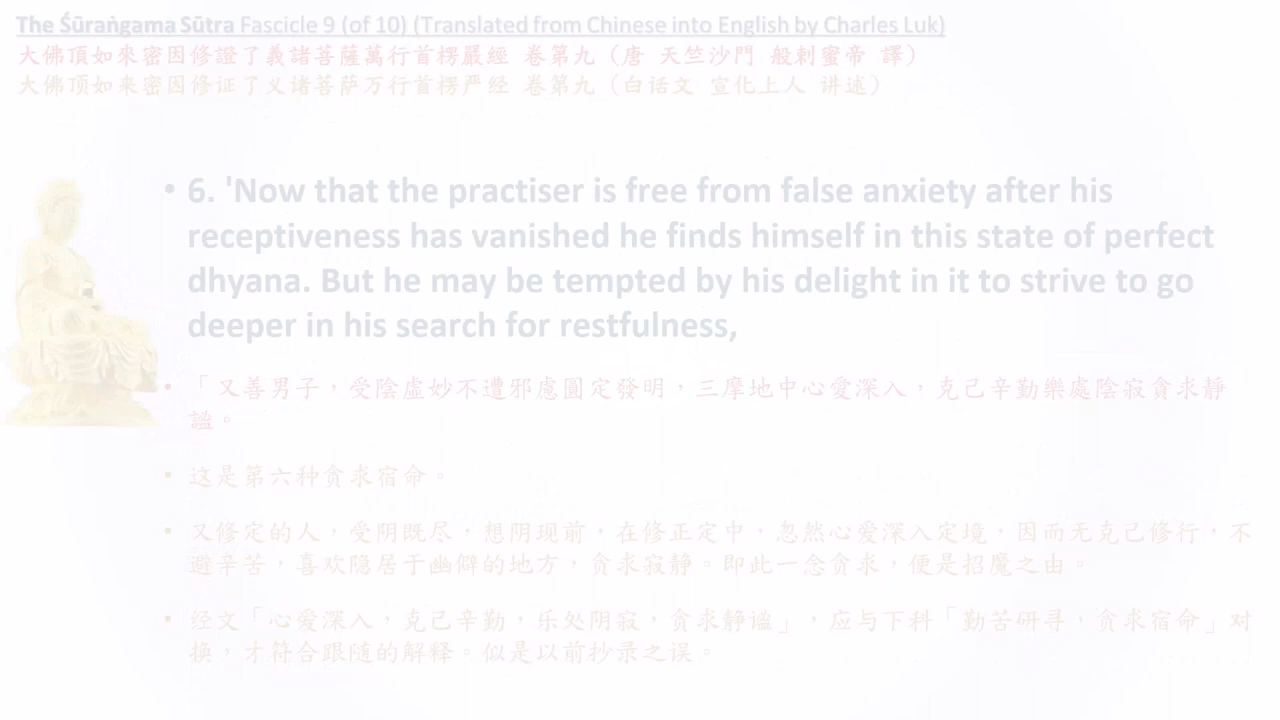 The Śūraṅgama Sūtra Fascicle 9 (of 10) (Translated from Chinese into English by Charles Luk)
大佛頂如來密因修證了義諸菩薩萬行首楞嚴經 卷第九（唐 天竺沙門 般剌蜜帝 譯）
大佛顶如来密因修证了义诸菩萨万行首楞严经 卷第九（白话文 宣化上人 讲述）
• 6. 'Now that the practiser is free from false anxiety after his
receptiveness has vanished he finds himself in this state of perfect
dhyana. But he may be tempted by his delight in it to strive to go
deeper in his search for restfulness,
• 「又善男子，受陰虛妙不遭邪慮圓定發明，三摩地中心愛深入，克己辛勤樂處陰寂貪求靜
謐。
• 这是第六种贪求宿命。
• 又修定的人，受阴既尽，想阴现前，在修正定中，忽然心爱深入定境，因而无克己修行，不
避辛苦，喜欢隐居于幽僻的地方，贪求寂静。即此一念贪求，便是招魔之由。
• 经文「心爱深入，克己辛勤，乐处阴寂，贪求静谧」，应与下科「勤苦研寻，贪求宿命」对
换，才符合跟随的解释。似是以前抄录之误。